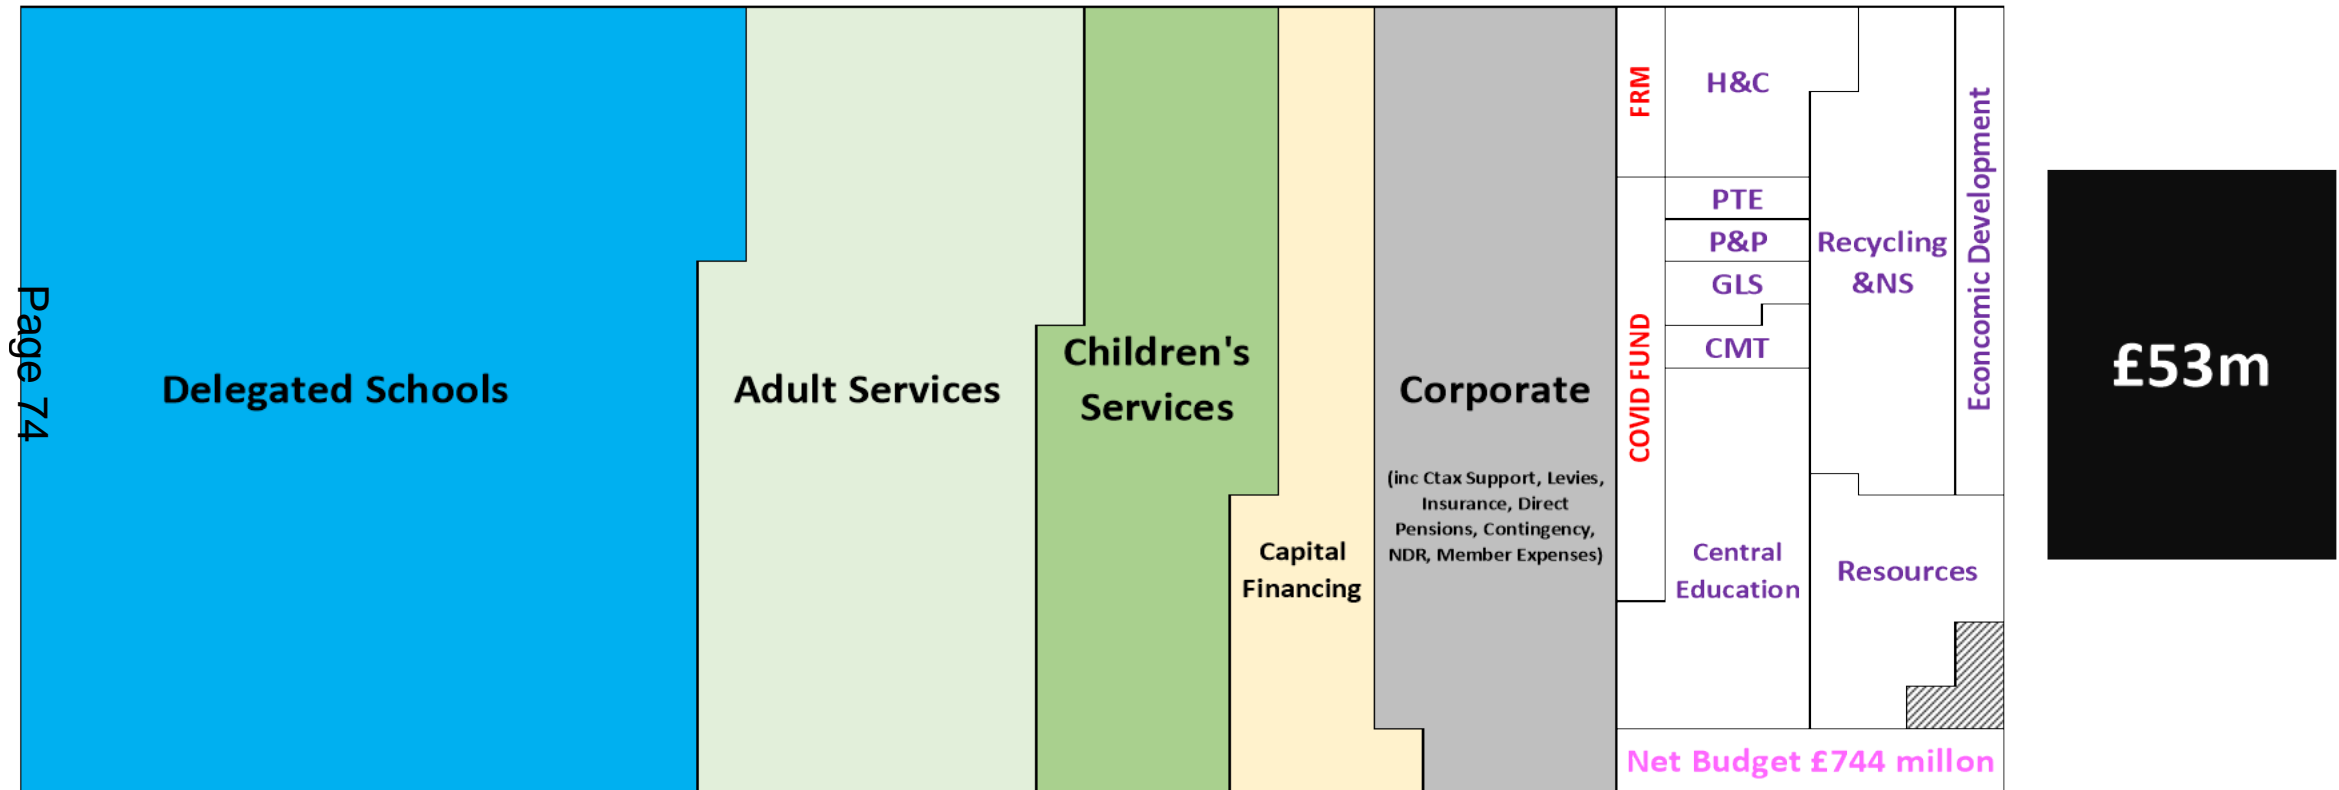 Page 74
Delegated Schools
Adult Services
Children's
Services
Capital
Financing
Corporate
(inc Ctax Support, Levies,
Insurance, Direct
Pensions, Contingency,
NDR, Member Expenses)
FRM
COVID FUND
H&C
PTE
P&P
GLS
CMT
Central
Education
Recycling
&NS
Econcomic Development
Resources
Net Budget £744 millon
£53m